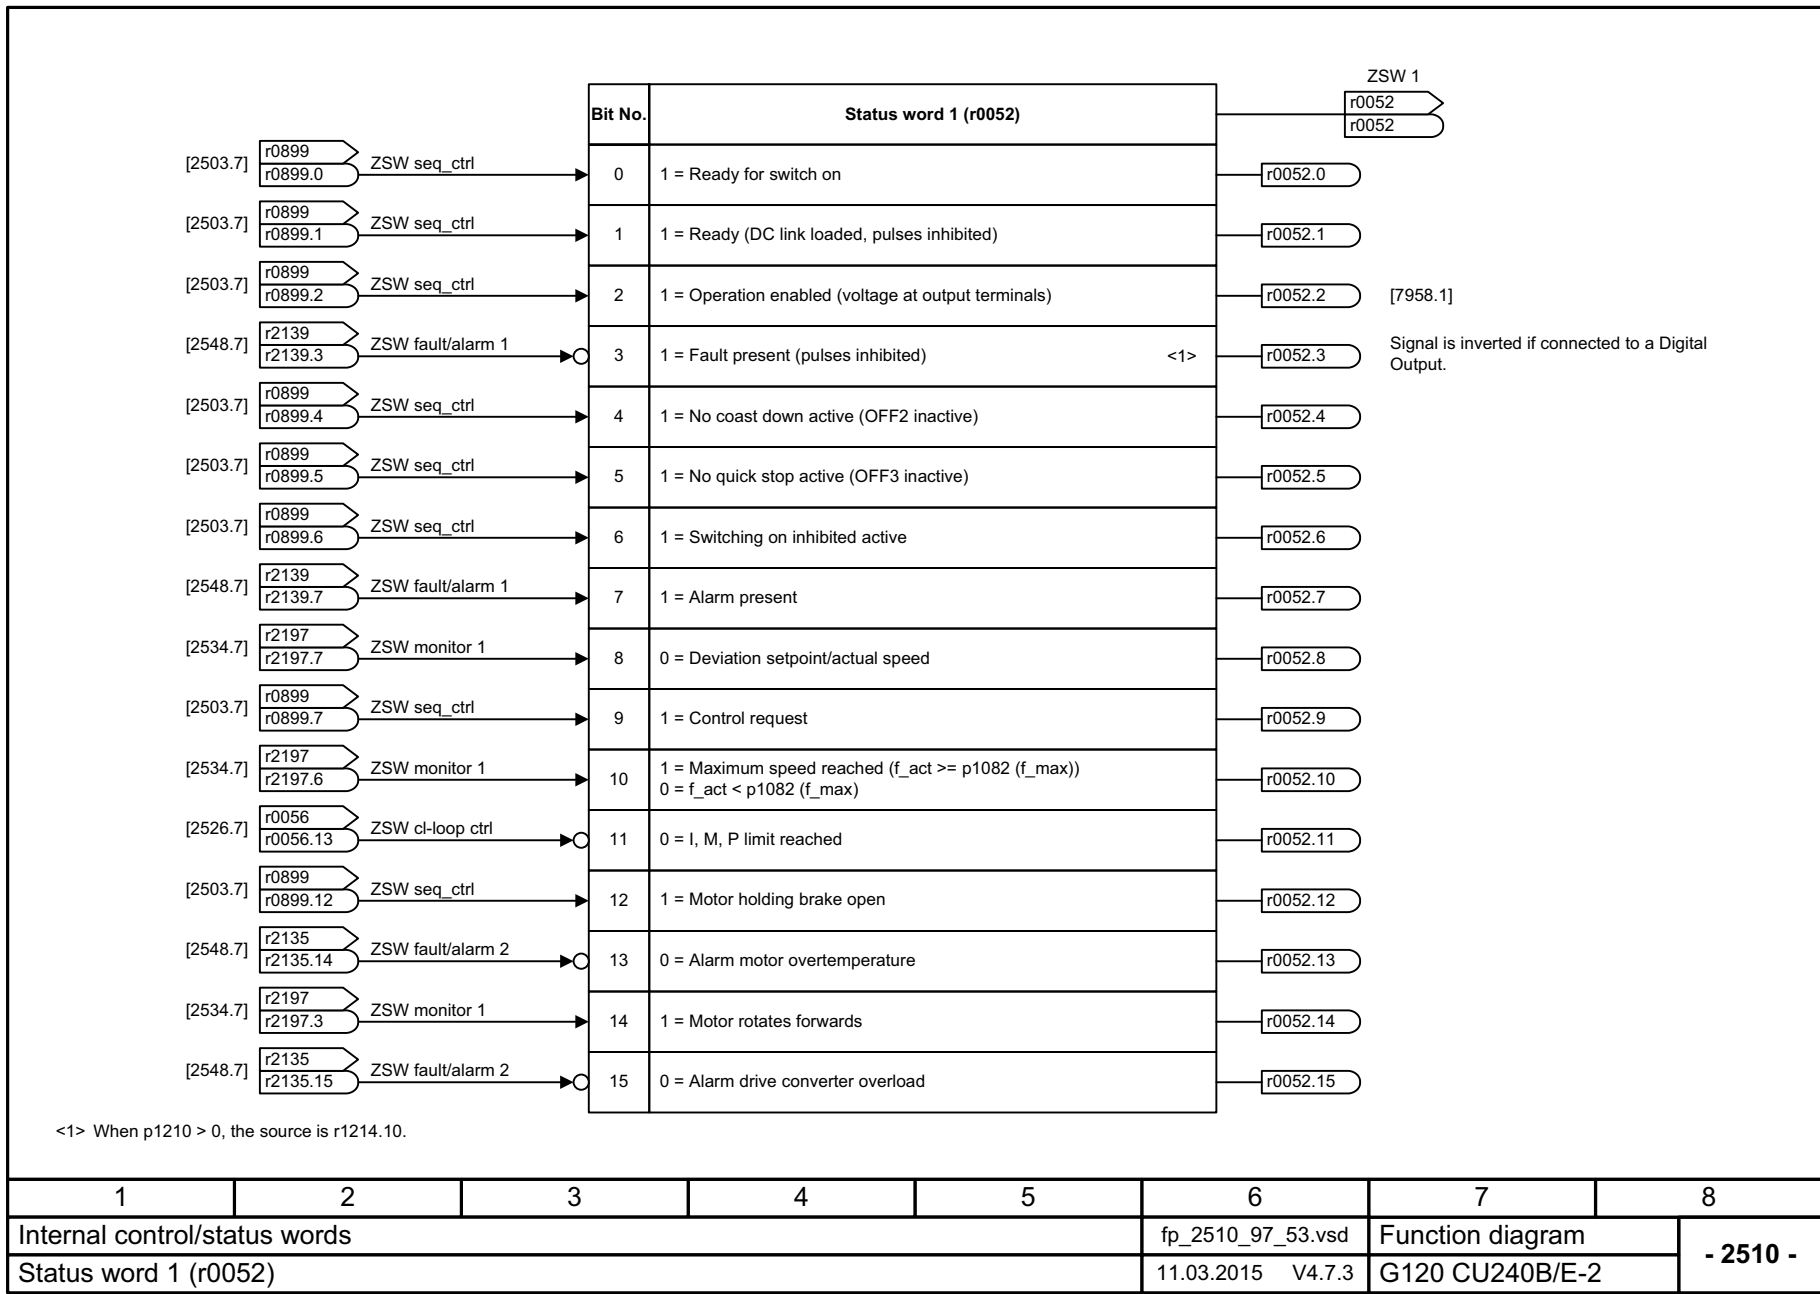 ZSW 1
Bit No. Status word 1 (r0052) r0052
r0052
[2503.7] r0899 ZSW seq_ctrl
r0899.0 0 1 = Ready for switch on r0052.0
[2503.7] r0899 ZSW seq_ctrl
r0899.1 1 1 = Ready (DC link loaded, pulses inhibited) r0052.1
[2503.7] r0899 ZSW seq_ctrl
r0899.2 2 1 = Operation enabled (voltage at output terminals) r0052.2 [7958.1]
[2548.7] r2139 ZSW fault/alarm 1
r2139.3 3 1 = Fault present (pulses inhibited) <1> r0052.3 Signal is inverted if connected to a Digital
Output.
[2503.7] r0899 ZSW seq_ctrl
r0899.4 4 1 = No coast down active (OFF2 inactive) r0052.4
[2503.7] r0899 ZSW seq_ctrl
r0899.5 5 1 = No quick stop active (OFF3 inactive) r0052.5
[2503.7] r0899 ZSW seq_ctrl
r0899.6 6 1 = Switching on inhibited active r0052.6
[2548.7] r2139 ZSW fault/alarm 1
r2139.7 7 1 = Alarm present r0052.7
[2534.7] r2197 ZSW monitor 1
r2197.7 8 0 = Deviation setpoint/actual speed r0052.8
[2503.7] r0899 ZSW seq_ctrl
r0899.7 9 1 = Control request r0052.9
[2534.7] r2197 ZSW monitor 1 1 = Maximum speed reached (f_act >= p1082 (f_max))
r2197.6 10 0 = f_act < p1082 (f_max) r0052.10
[2526.7] r0056 ZSW cl-loop ctrl
r0056.13 11 0 = I, M, P limit reached r0052.11
[2503.7] r0899 ZSW seq_ctrl
r0899.12 12 1 = Motor holding brake open r0052.12
[2548.7] r2135 ZSW fault/alarm 2
r2135.14 13 0 = Alarm motor overtemperature r0052.13
[2534.7] r2197 ZSW monitor 1
r2197.3 14 1 = Motor rotates forwards r0052.14
[2548.7] r2135 ZSW fault/alarm 2
r2135.15 15 0 = Alarm drive converter overload r0052.15
<1> When p1210 > 0, the source is r1214.10.
1 2 3 4 5 6 7 8
Internal control/status words fp_2510_97_53.vsd Function diagram - 2510 -
Status word 1 (r0052) 11.03.2015 V4.7.3 G120 CU240B/E-2